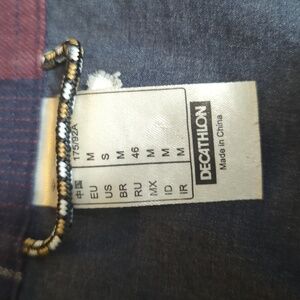 DECATHLON
Made in China
中国 175/92A
EU M
US S
BR M
RU 46
MX M
ID M
IR M